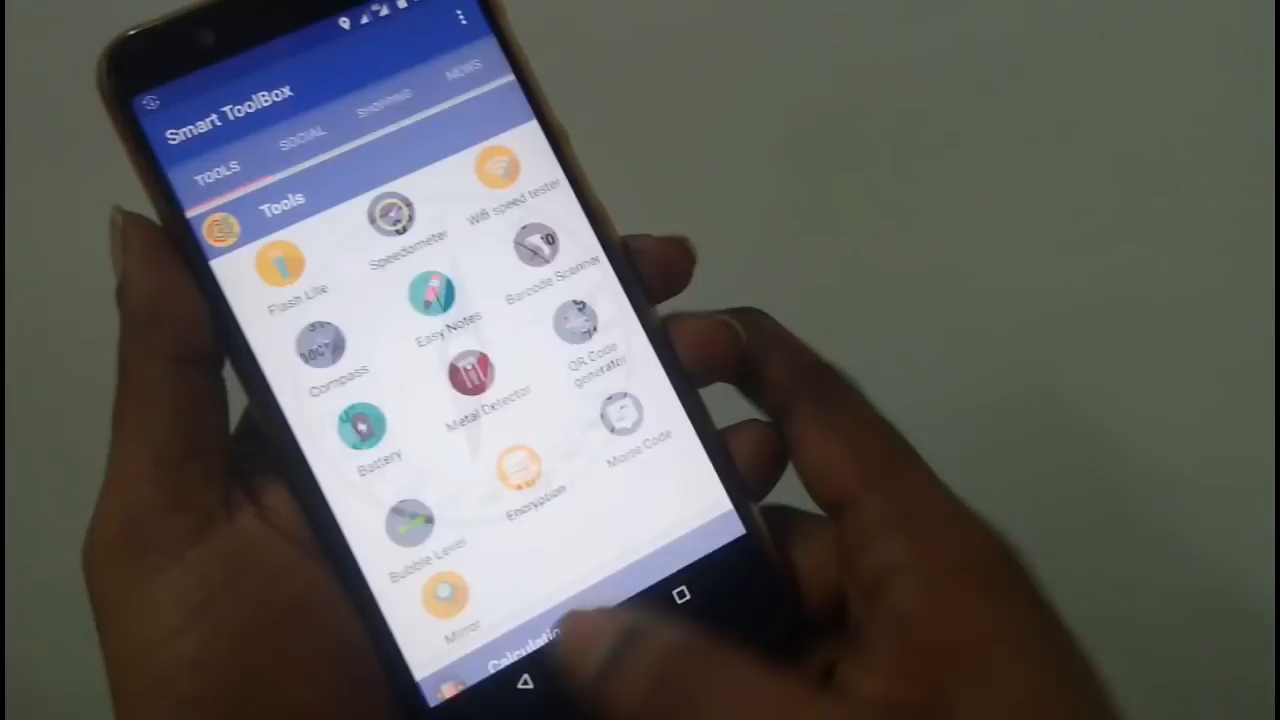 Smart ToolBox
TOOLS SOCIAL SHOPPING NEWS
Tools
Flash Lite Speedometer Wifi speed tester
Compass Easy Notes Barcode Scanner
Battery Metal Detector QR Code
generator
Bubble Level Encryption Morse Code
Mirror